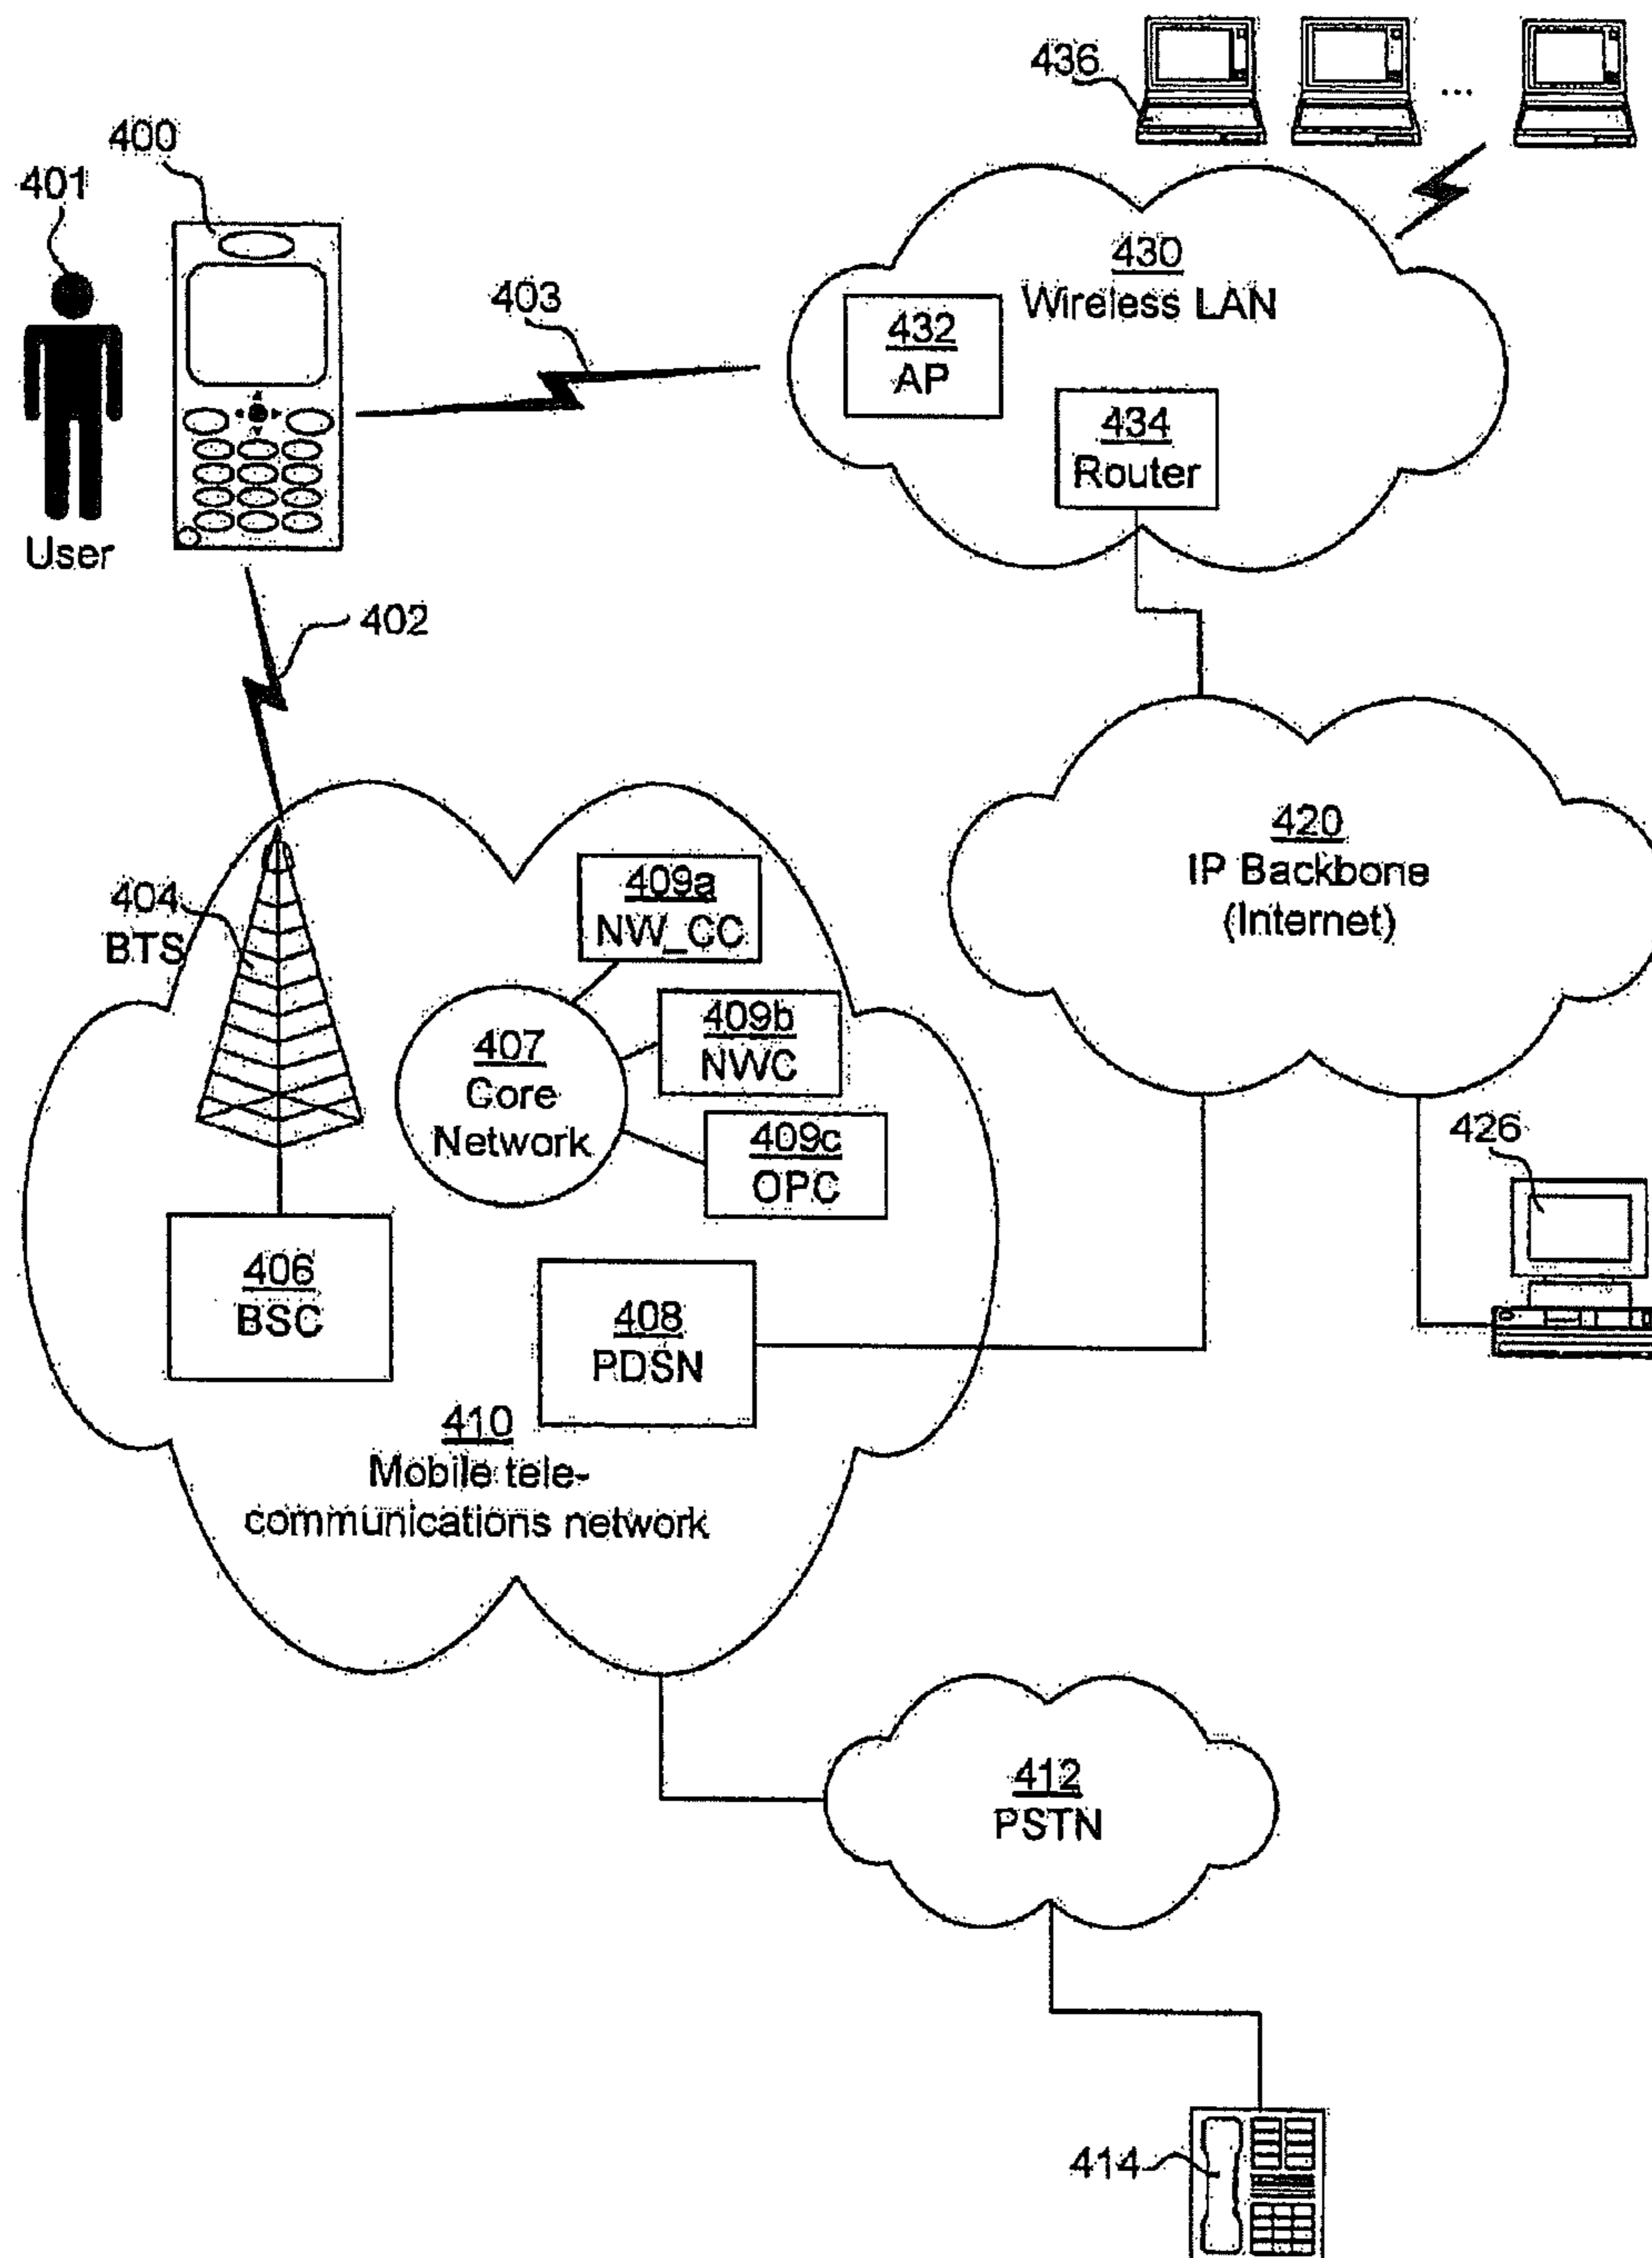 436
400
401
403
430
Wireless LAN
432
AP
434
Router
User
402
420
IP Backbone
(Internet)
404
BTS
409a
NW_CC
409b
NWC
407
Core
Network
409c
OPC
426
406
BSC
408
PDSN
410
Mobile tele-
communications network
412
PSTN
414
...